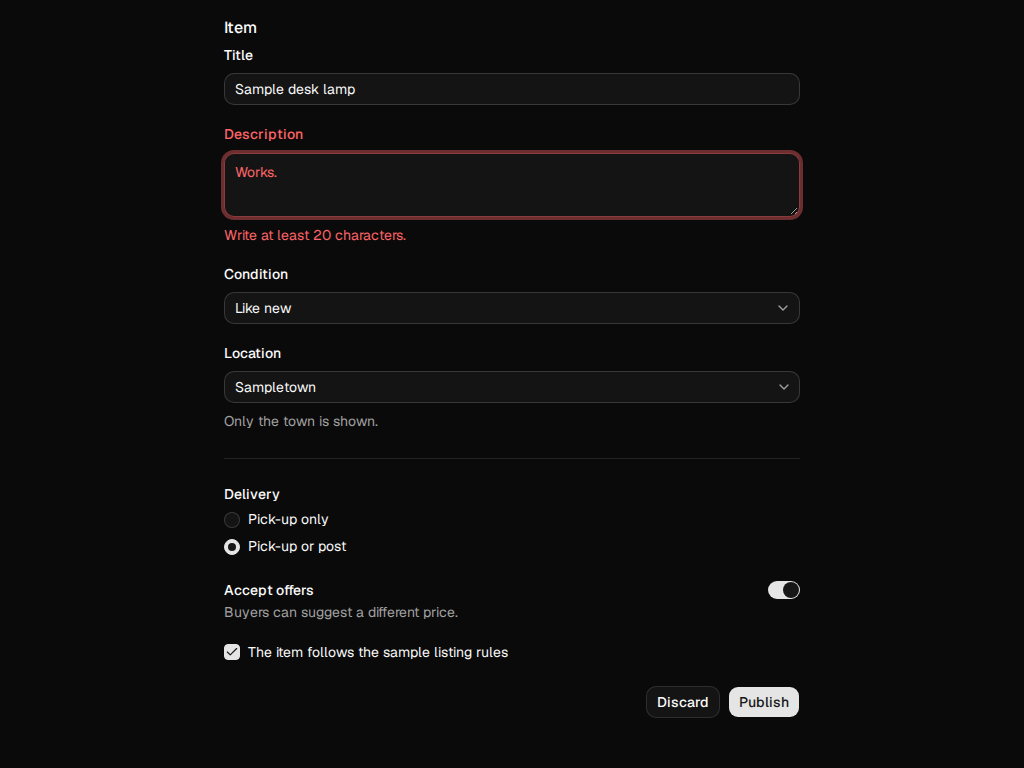 Item
Title
Sample desk lamp
Description
Works.
Write at least 20 characters.
Condition
Like new
Location
Sampletown
Only the town is shown.
Delivery
Pick-up only
Pick-up or post
Accept offers
Buyers can suggest a different price.
The item follows the sample listing rules
Discard Publish